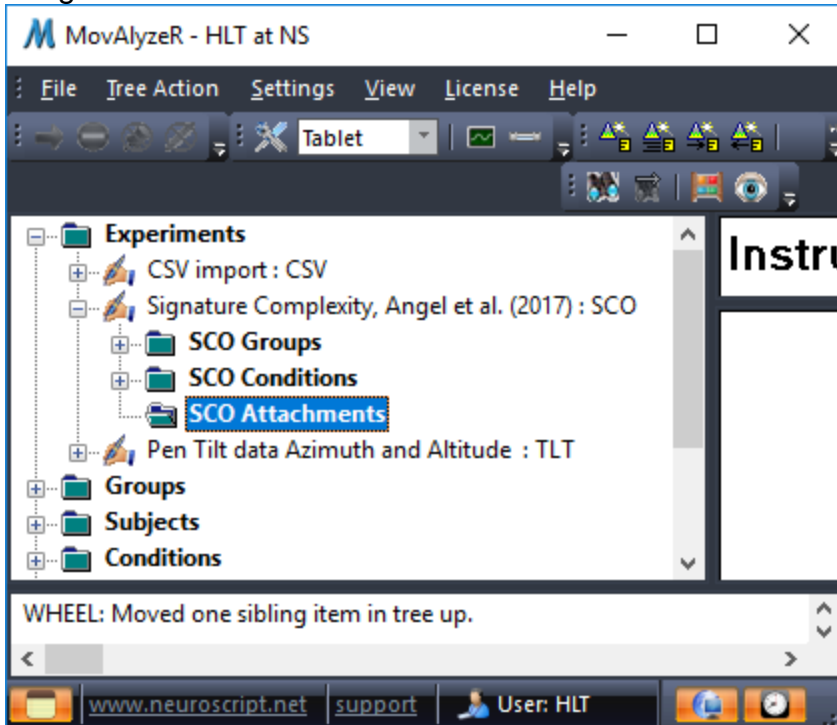 MovAlyzeR - HLT at NS
File Tree Action Settings View License Help
Tablet
Experiments
CSV import : CSV
Signature Complexity, Angel et al. (2017) : SCO
SCO Groups
SCO Conditions
SCO Attachments
Pen Tilt data Azimuth and Altitude : TLT
Groups
Subjects
Conditions
Instru
WHEEL: Moved one sibling item in tree up.
www.neuroscript.net support User: HLT